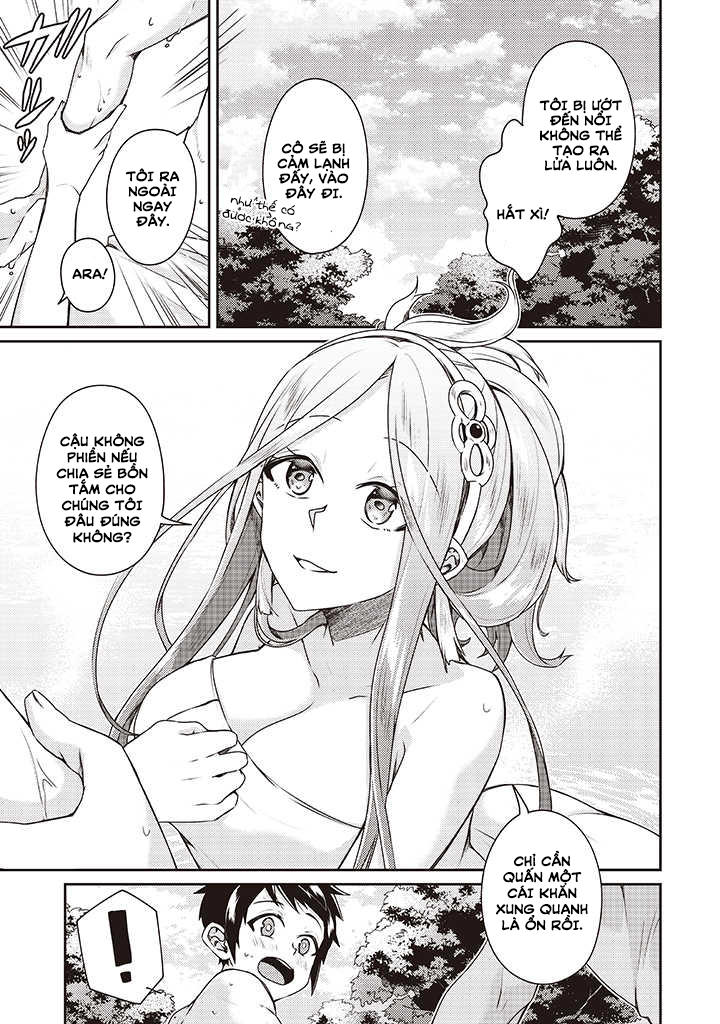 TÔI BỊ ƯỚT
ĐẾN NỖI
KHÔNG THỂ
TẠO RA
LỬA LUÔN.
HẮT XÌ!
CÔ SẼ BỊ
CẢM LẠNH
ĐẤY, VÀO
ĐÂY ĐI.
như thế có
được không?
TÔI RA
NGOÀI
NGAY
ĐÂY.
ARA!
CẬU KHÔNG
PHIỀN NẾU
CHIA SẺ BỒN
TẮM CHO
CHÚNG TÔI
ĐÂU ĐÚNG
KHÔNG?
CHỈ CẦN
QUẤN MỘT
CÁI KHĂN
XUNG QUANH
LÀ ỔN RỒI.
!